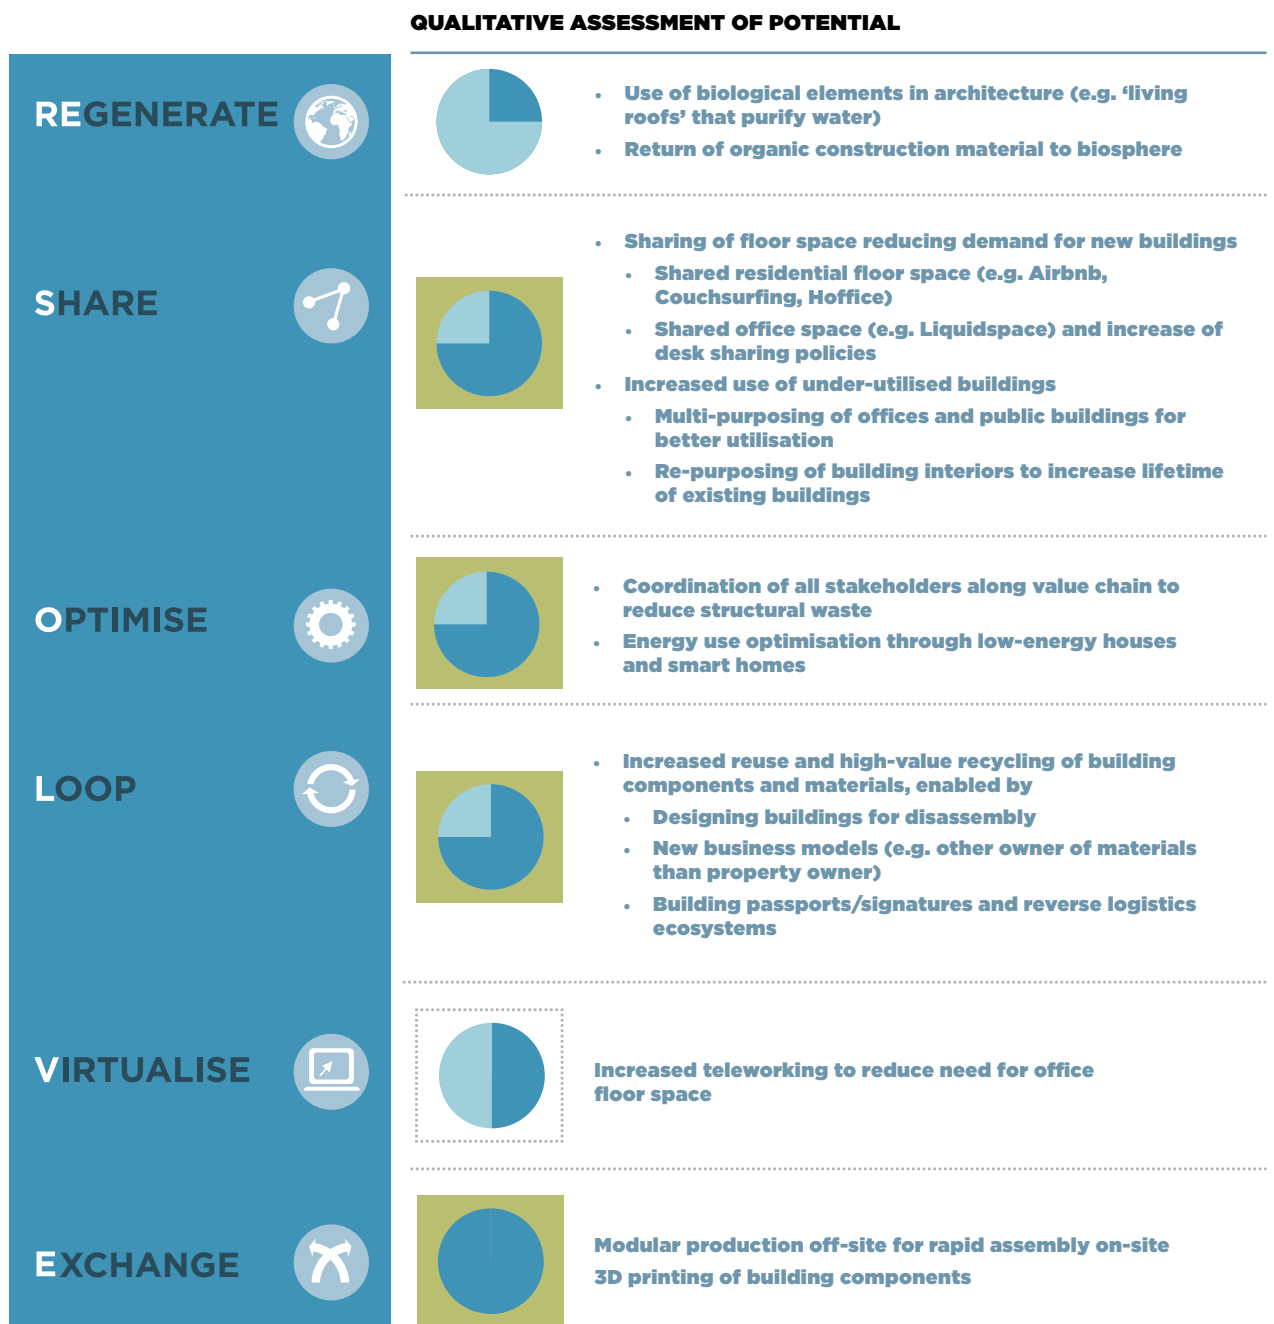 QUALITATIVE ASSESSMENT OF POTENTIAL
REGENERATE
• Use of biological elements in architecture (e.g. ‘living
roofs’ that purify water)
• Return of organic construction material to biosphere
SHARE
• Sharing of floor space reducing demand for new buildings
• Shared residential floor space (e.g. Airbnb,
Couchsurfing, Hoffice)
• Shared office space (e.g. Liquidspace) and increase of
desk sharing policies
• Increased use of under-utilised buildings
• Multi-purposing of offices and public buildings for
better utilisation
• Re-purposing of building interiors to increase lifetime
of existing buildings
OPTIMISE
• Coordination of all stakeholders along value chain to
reduce structural waste
• Energy use optimisation through low-energy houses
and smart homes
LOOP
• Increased reuse and high-value recycling of building
components and materials, enabled by
• Designing buildings for disassembly
• New business models (e.g. other owner of materials
than property owner)
• Building passports/signatures and reverse logistics
ecosystems
VIRTUALISE
Increased teleworking to reduce need for office
floor space
EXCHANGE
Modular production off-site for rapid assembly on-site
3D printing of building components